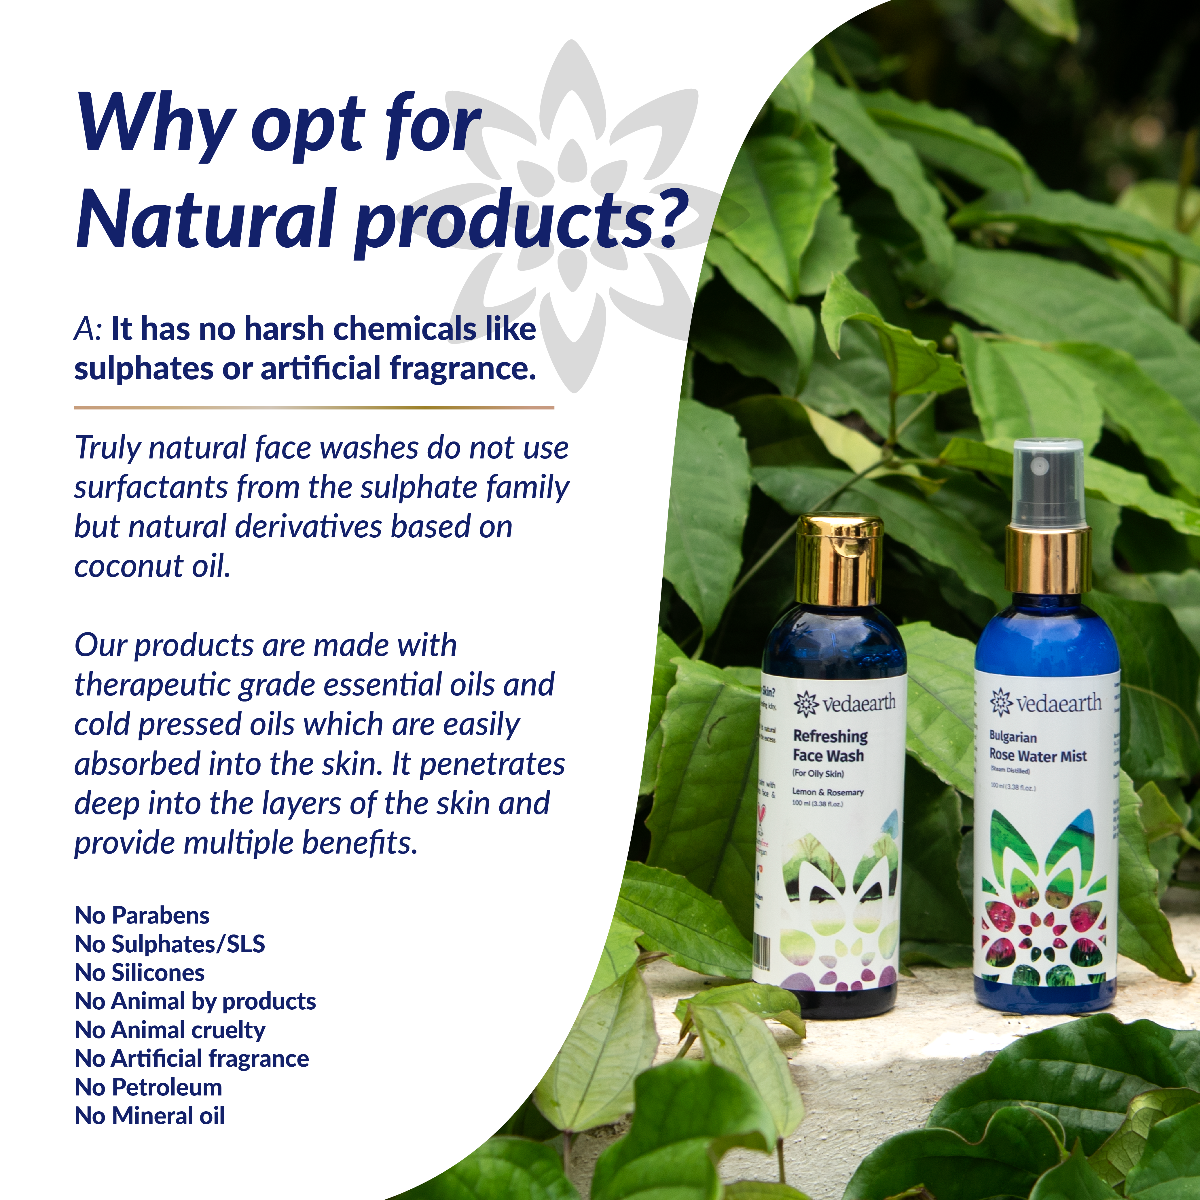 Why opt for
Natural products?
A: It has no harsh chemicals like
sulphates or artificial fragrance.
Truly natural face washes do not use
surfactants from the sulphate family
but natural derivatives based on
coconut oil.
Our products are made with
therapeutic grade essential oils and
cold pressed oils which are easily
absorbed into the skin. It penetrates
deep into the layers of the skin and
provide multiple benefits.
No Parabens
No Sulphates/SLS
No Silicones
No Animal by products
No Animal cruelty
No Artificial fragrance
No Petroleum
No Mineral oil
Skin?
vedaearth
Refreshing
Face Wash
(For Oily Skin)
Lemon & Rosemary
100 ml (3.38 fl.oz.)
vedaearth
Bulgarian
Rose Water Mist
(Steam Distilled)
100 ml (3.38 fl.oz.)